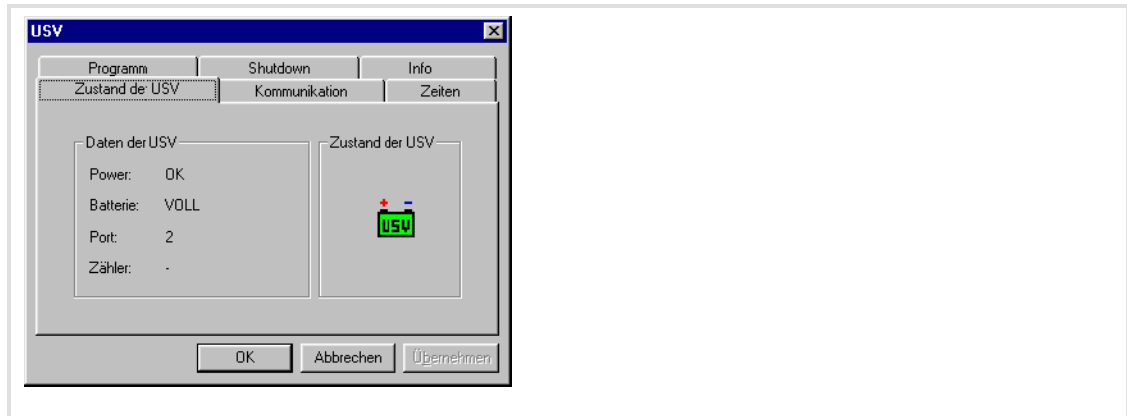 USV
Programm Shutdown Info
Zustand der USV Kommunikation Zeiten
Daten der USV Zustand der USV
Power: OK
Batterie: VOLL
USV
Port: 2
Zähler: -
OK Abbrechen Übernehmen